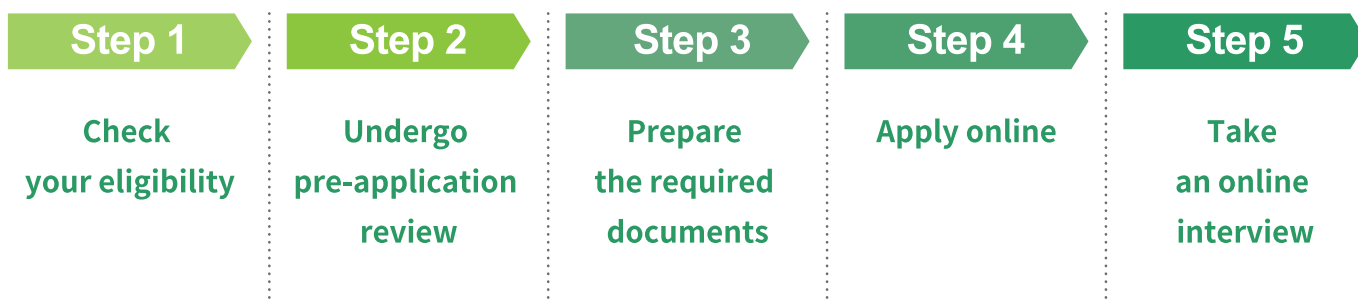 Step 1
Check
your eligibility
Step 2
Undergo
pre-application
review
Step 3
Prepare
the required
documents
Step 4
Apply online
Step 5
Take
an online
interview